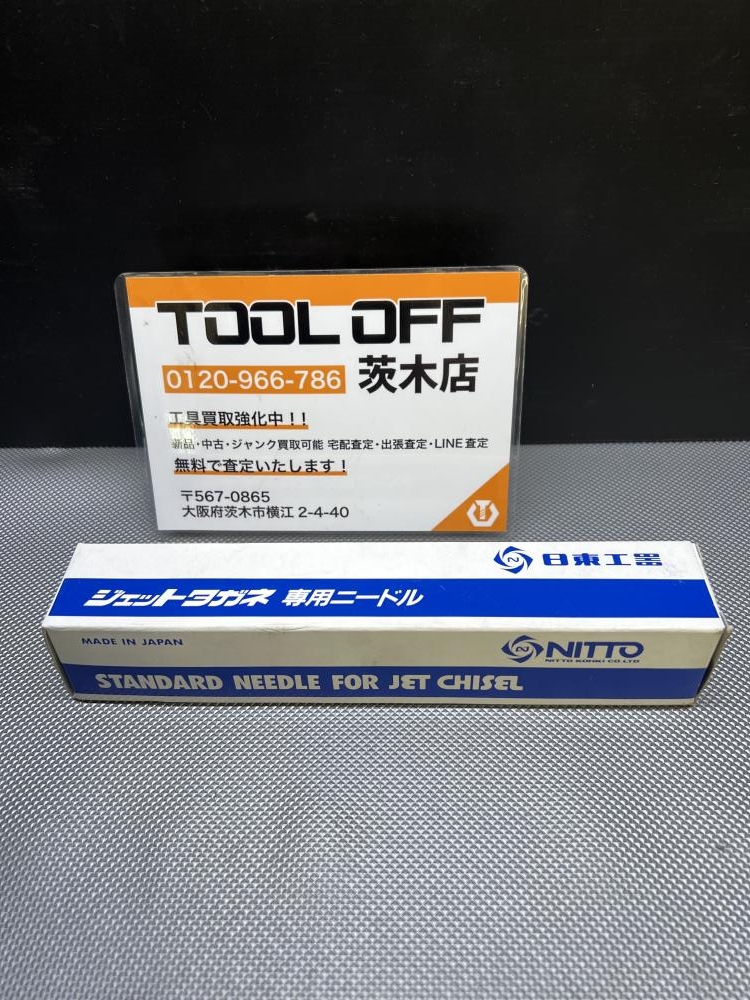 TOOL OFF
0120-966-786 茨木店
工具買取強化中！！
新品・中古・ジャンク買取可能 宅配査定・出張査定・LINE査定
無料で査定いたします！
〒567-0865
大阪府茨木市横江 2-4-40
日東工器
ジェットタガネ 専用ニードル
MADE IN JAPAN
NITTO
NITTO KOHKI CO.,LTD
STANDARD NEEDLE FOR JET CHISEL